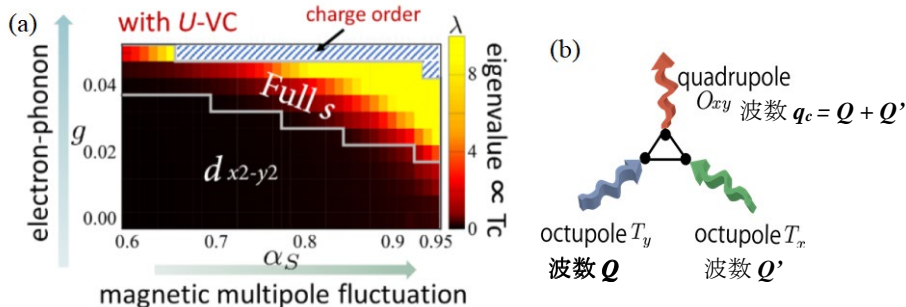 (a)
with U-VC
charge order
λ
electron-phonon
g
0.04
0.02
0.00
Full s
d x2-y2
8
4
0
eigenvalue ∝ Tc
0.6
0.7
0.8
0.9
0.95
αS
magnetic multipole fluctuation
(b)
quadrupole
Oxy 波数 qc = Q + Q’
octupole Ty
波数 Q
octupole Tx
波数 Q’